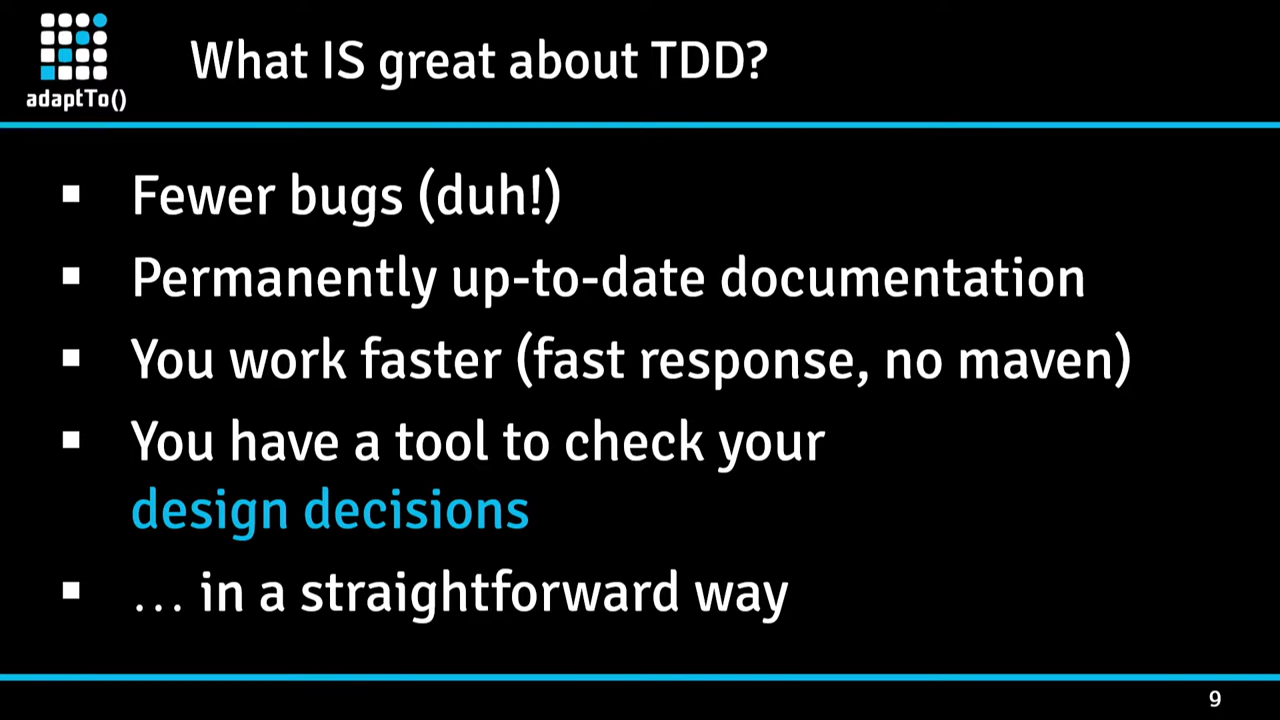 adaptTo()
What IS great about TDD?
Fewer bugs (duh!)
Permanently up-to-date documentation
You work faster (fast response, no maven)
You have a tool to check your
design decisions
... in a straightforward way
9